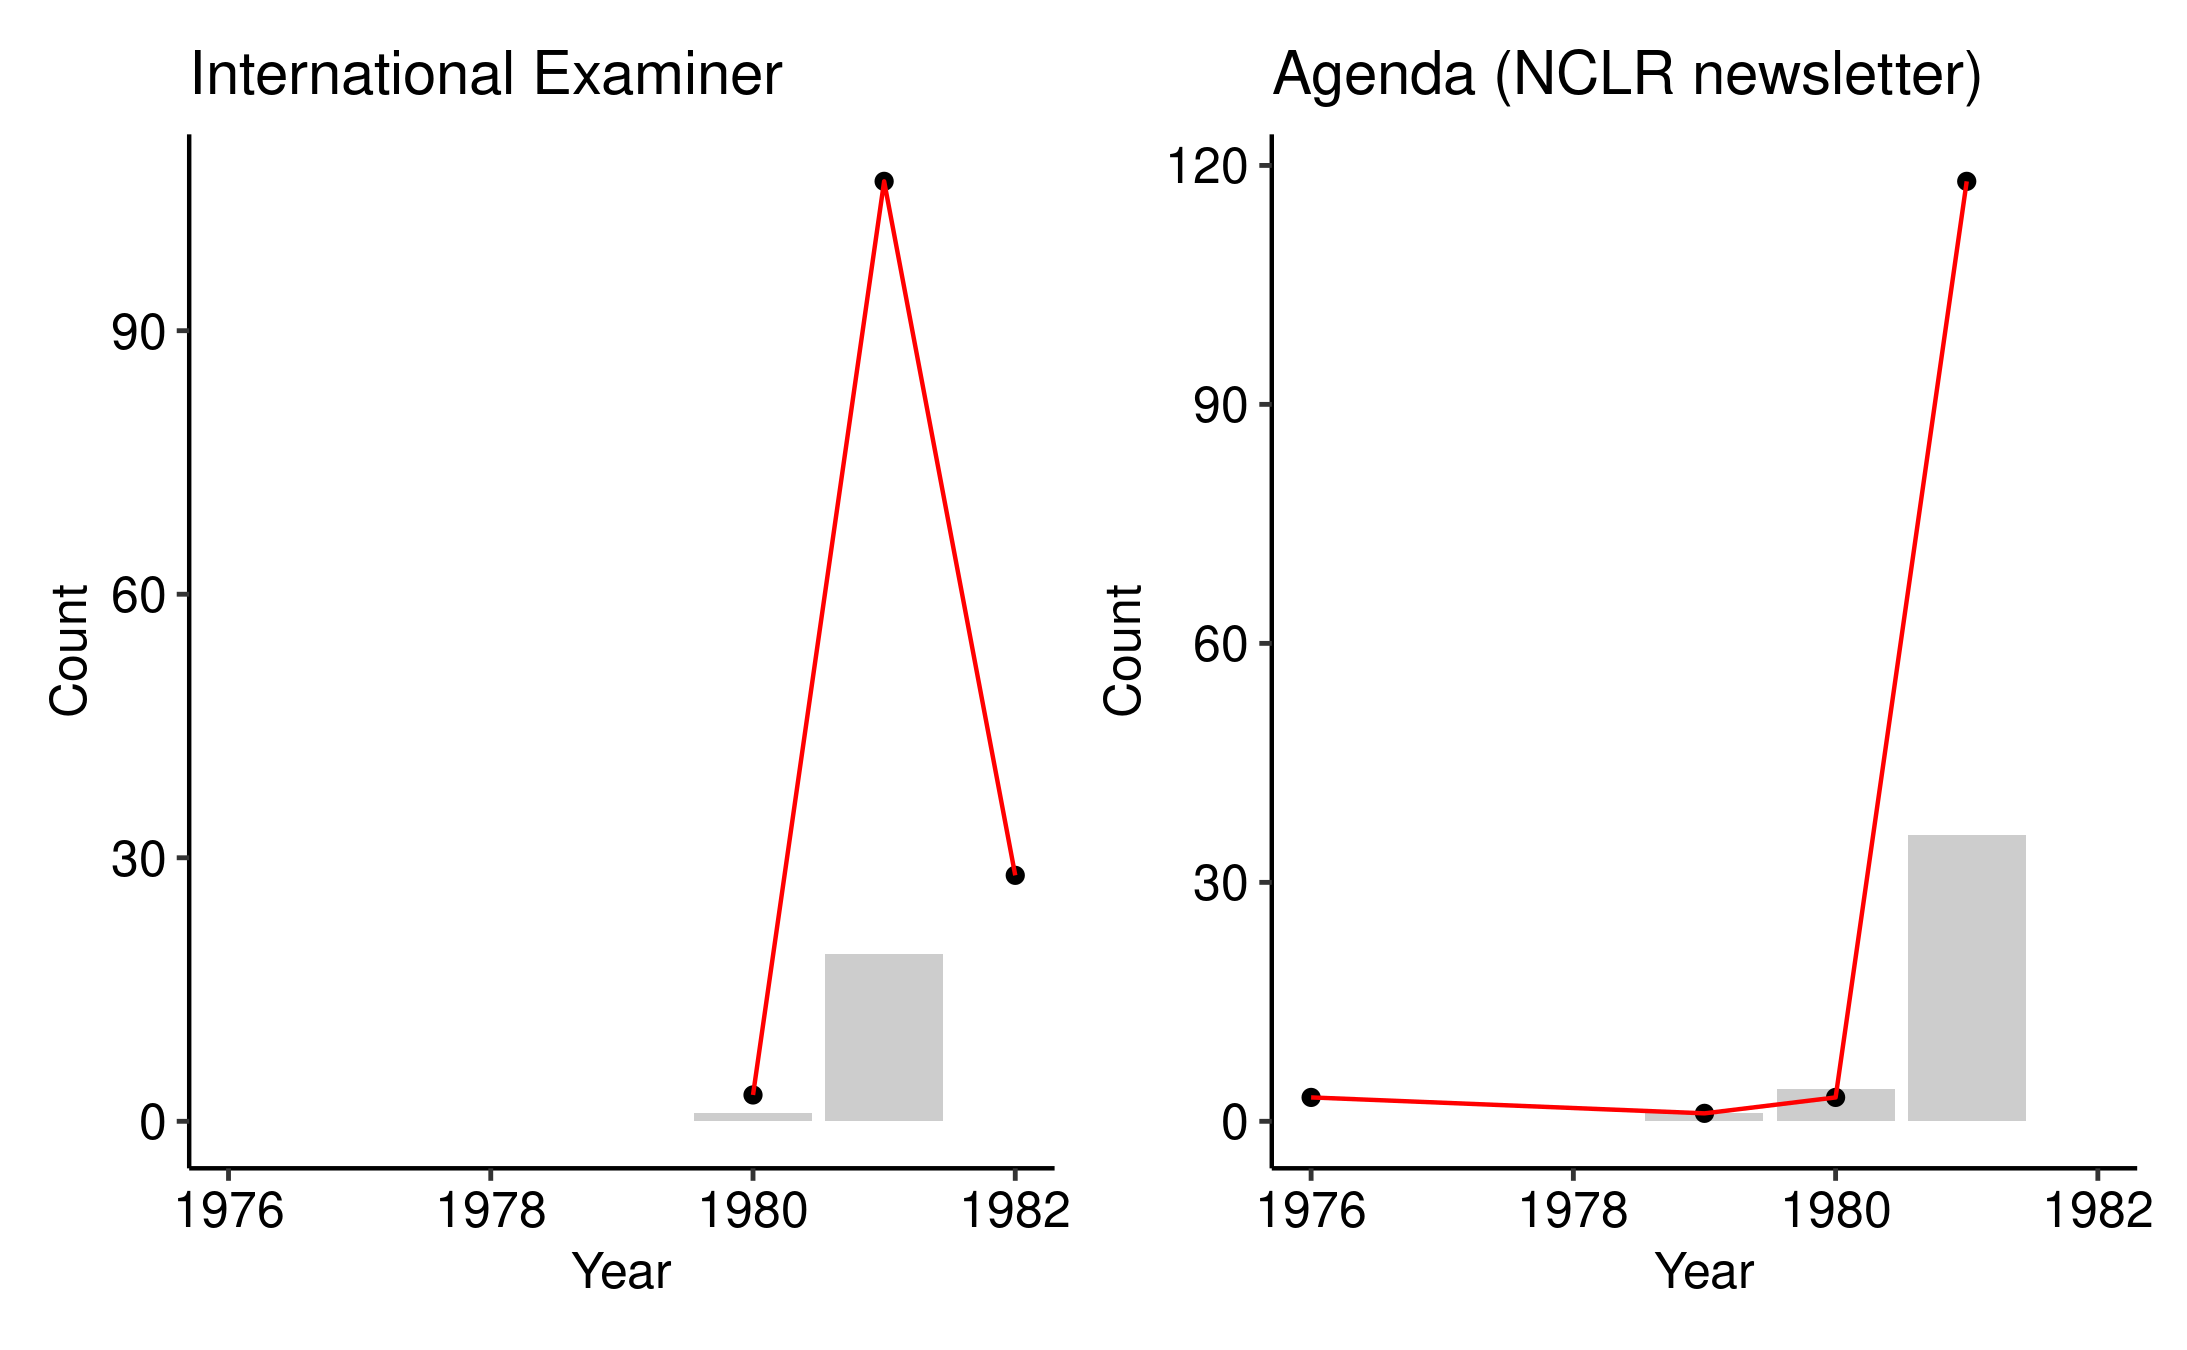 International Examiner
Count
90
60
30
0
1976 1978 1980 1982
Year
Agenda (NCLR newsletter)
Count
120
90
60
30
0
1976 1978 1980 1982
Year